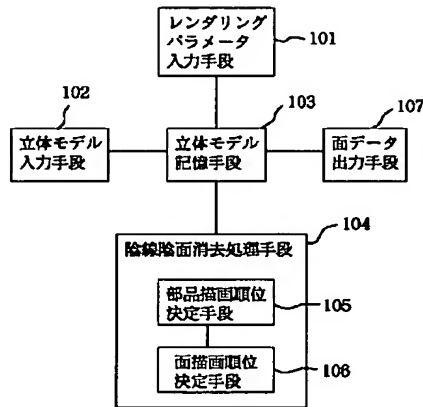 レンダリング
パラメータ
入力手段
101
102
103
107
立体モデル
入力手段
立体モデル
記憶手段
面データ
出力手段
104
陰線陰面消去処理手段
部品描画順位
決定手段
105
面描画順位
決定手段
106